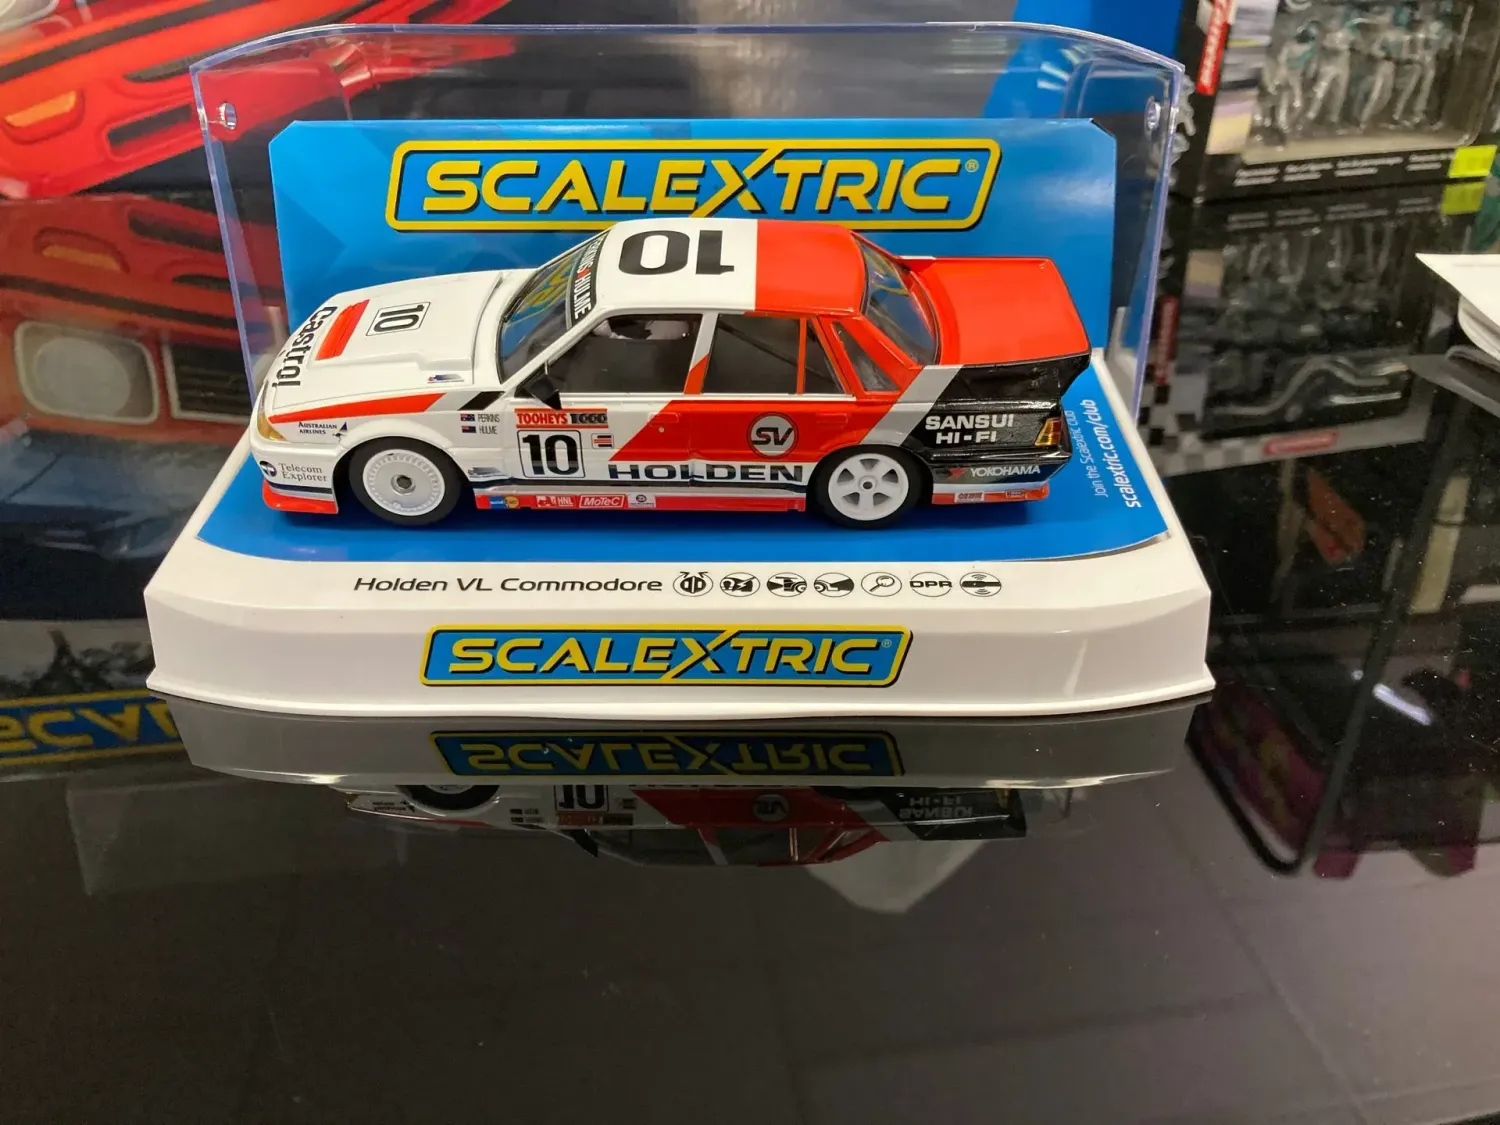 SCALEXTRIC®
10
PERKINS HULME
10
Castrol
AUSTRALIAN
AIRLINES
Telecom
Explorer
PERKINS
HULME
TOOHEYS 1000
10
SV
HOLDEN
SANSUI
HI-FI
YOKOHAMA
HNL
MoTeC
Join the Scalextric club
scalextric.com/club
Holden VL Commodore
DPR
SCALEXTRIC®